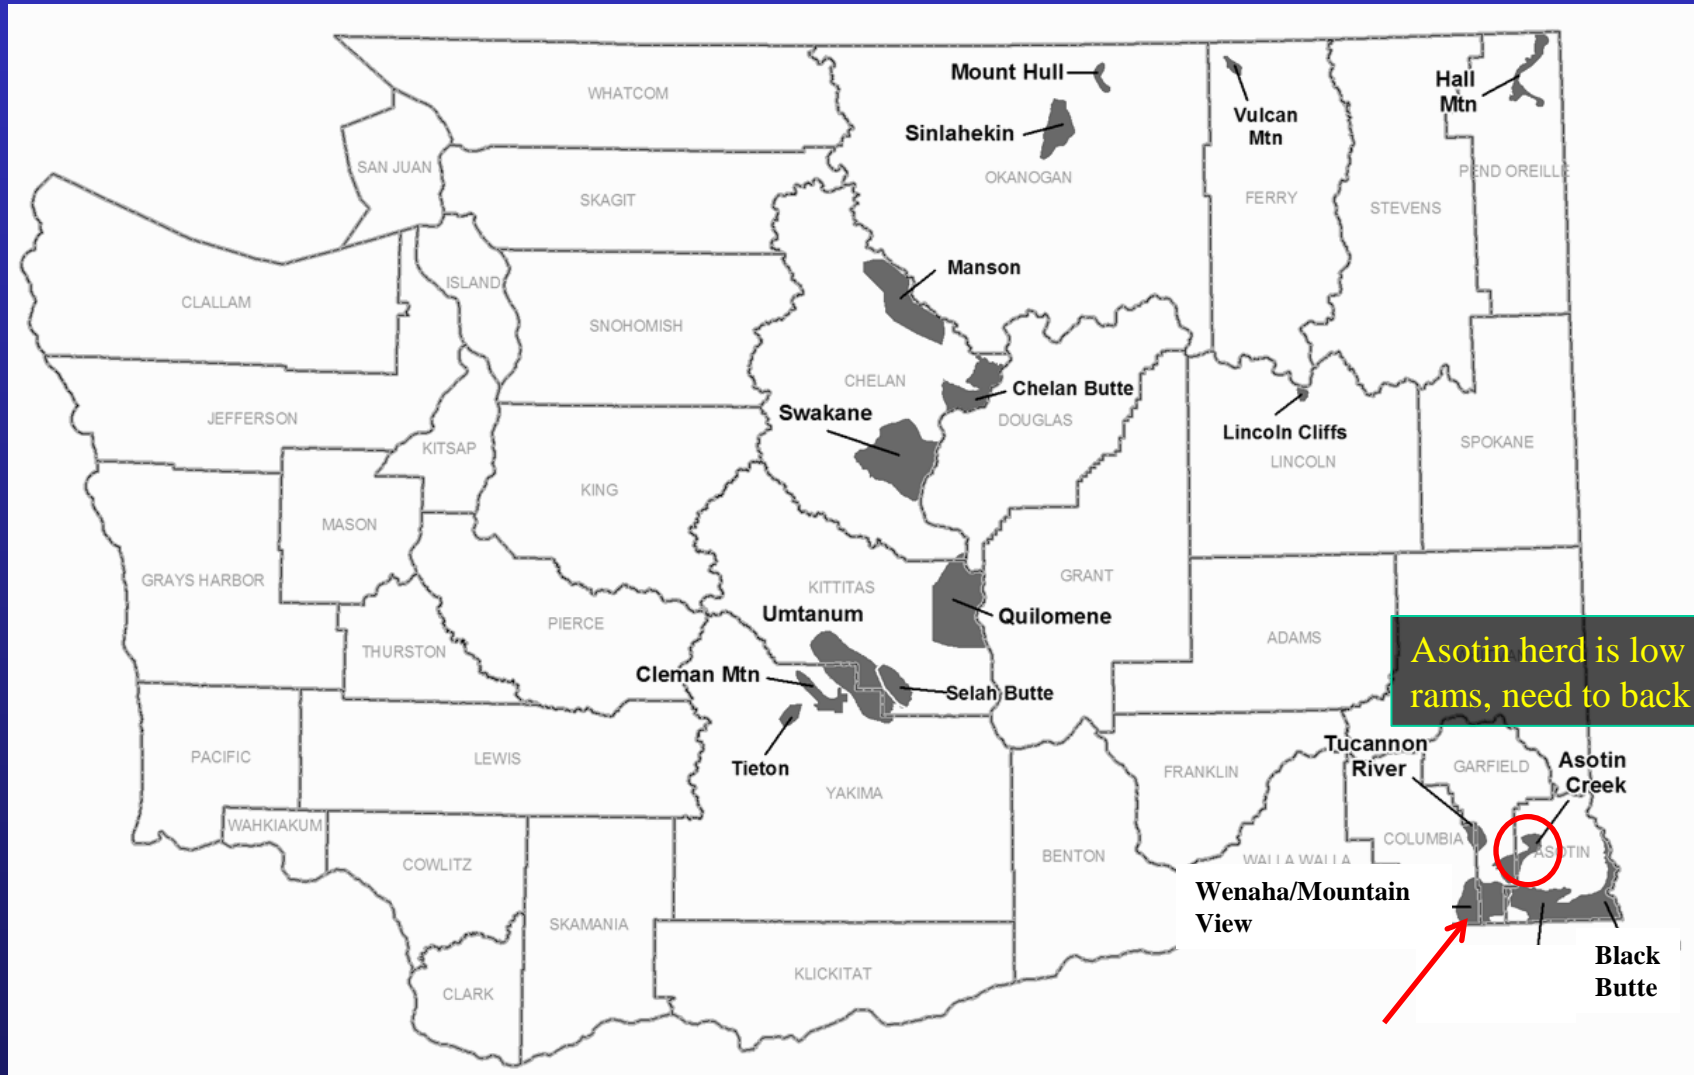 WHATCOM
Mount Hull
Hall
Mtn
Vulcan
Mtn
Sinlahekin
SAN JUAN
OKANOGAN
PEND OREILLE
SKAGIT
FERRY
STEVENS
ISLAND
Manson
CLALLAM
SNOHOMISH
CHELAN
Chelan Butte
JEFFERSON
Swakane
DOUGLAS
Lincoln Cliffs
KITSAP
SPOKANE
LINCOLN
KING
MASON
GRAYS HARBOR
KITTITAS
GRANT
Umtanum
Quilomene
PIERCE
ADAMS
THURSTON
Asotin herd is low
rams, need to back
Cleman Mtn
Selah Butte
Tucannon
River
PACIFIC
LEWIS
Tieton
FRANKLIN
GARFIELD
Asotin
Creek
YAKIMA
WAHKIAKUM
COLUMBIA
ASOTIN
COWLITZ
BENTON
WALLA WALLA
Wenaha/Mountain
View
SKAMANIA
Black
Butte
KLICKITAT
CLARK